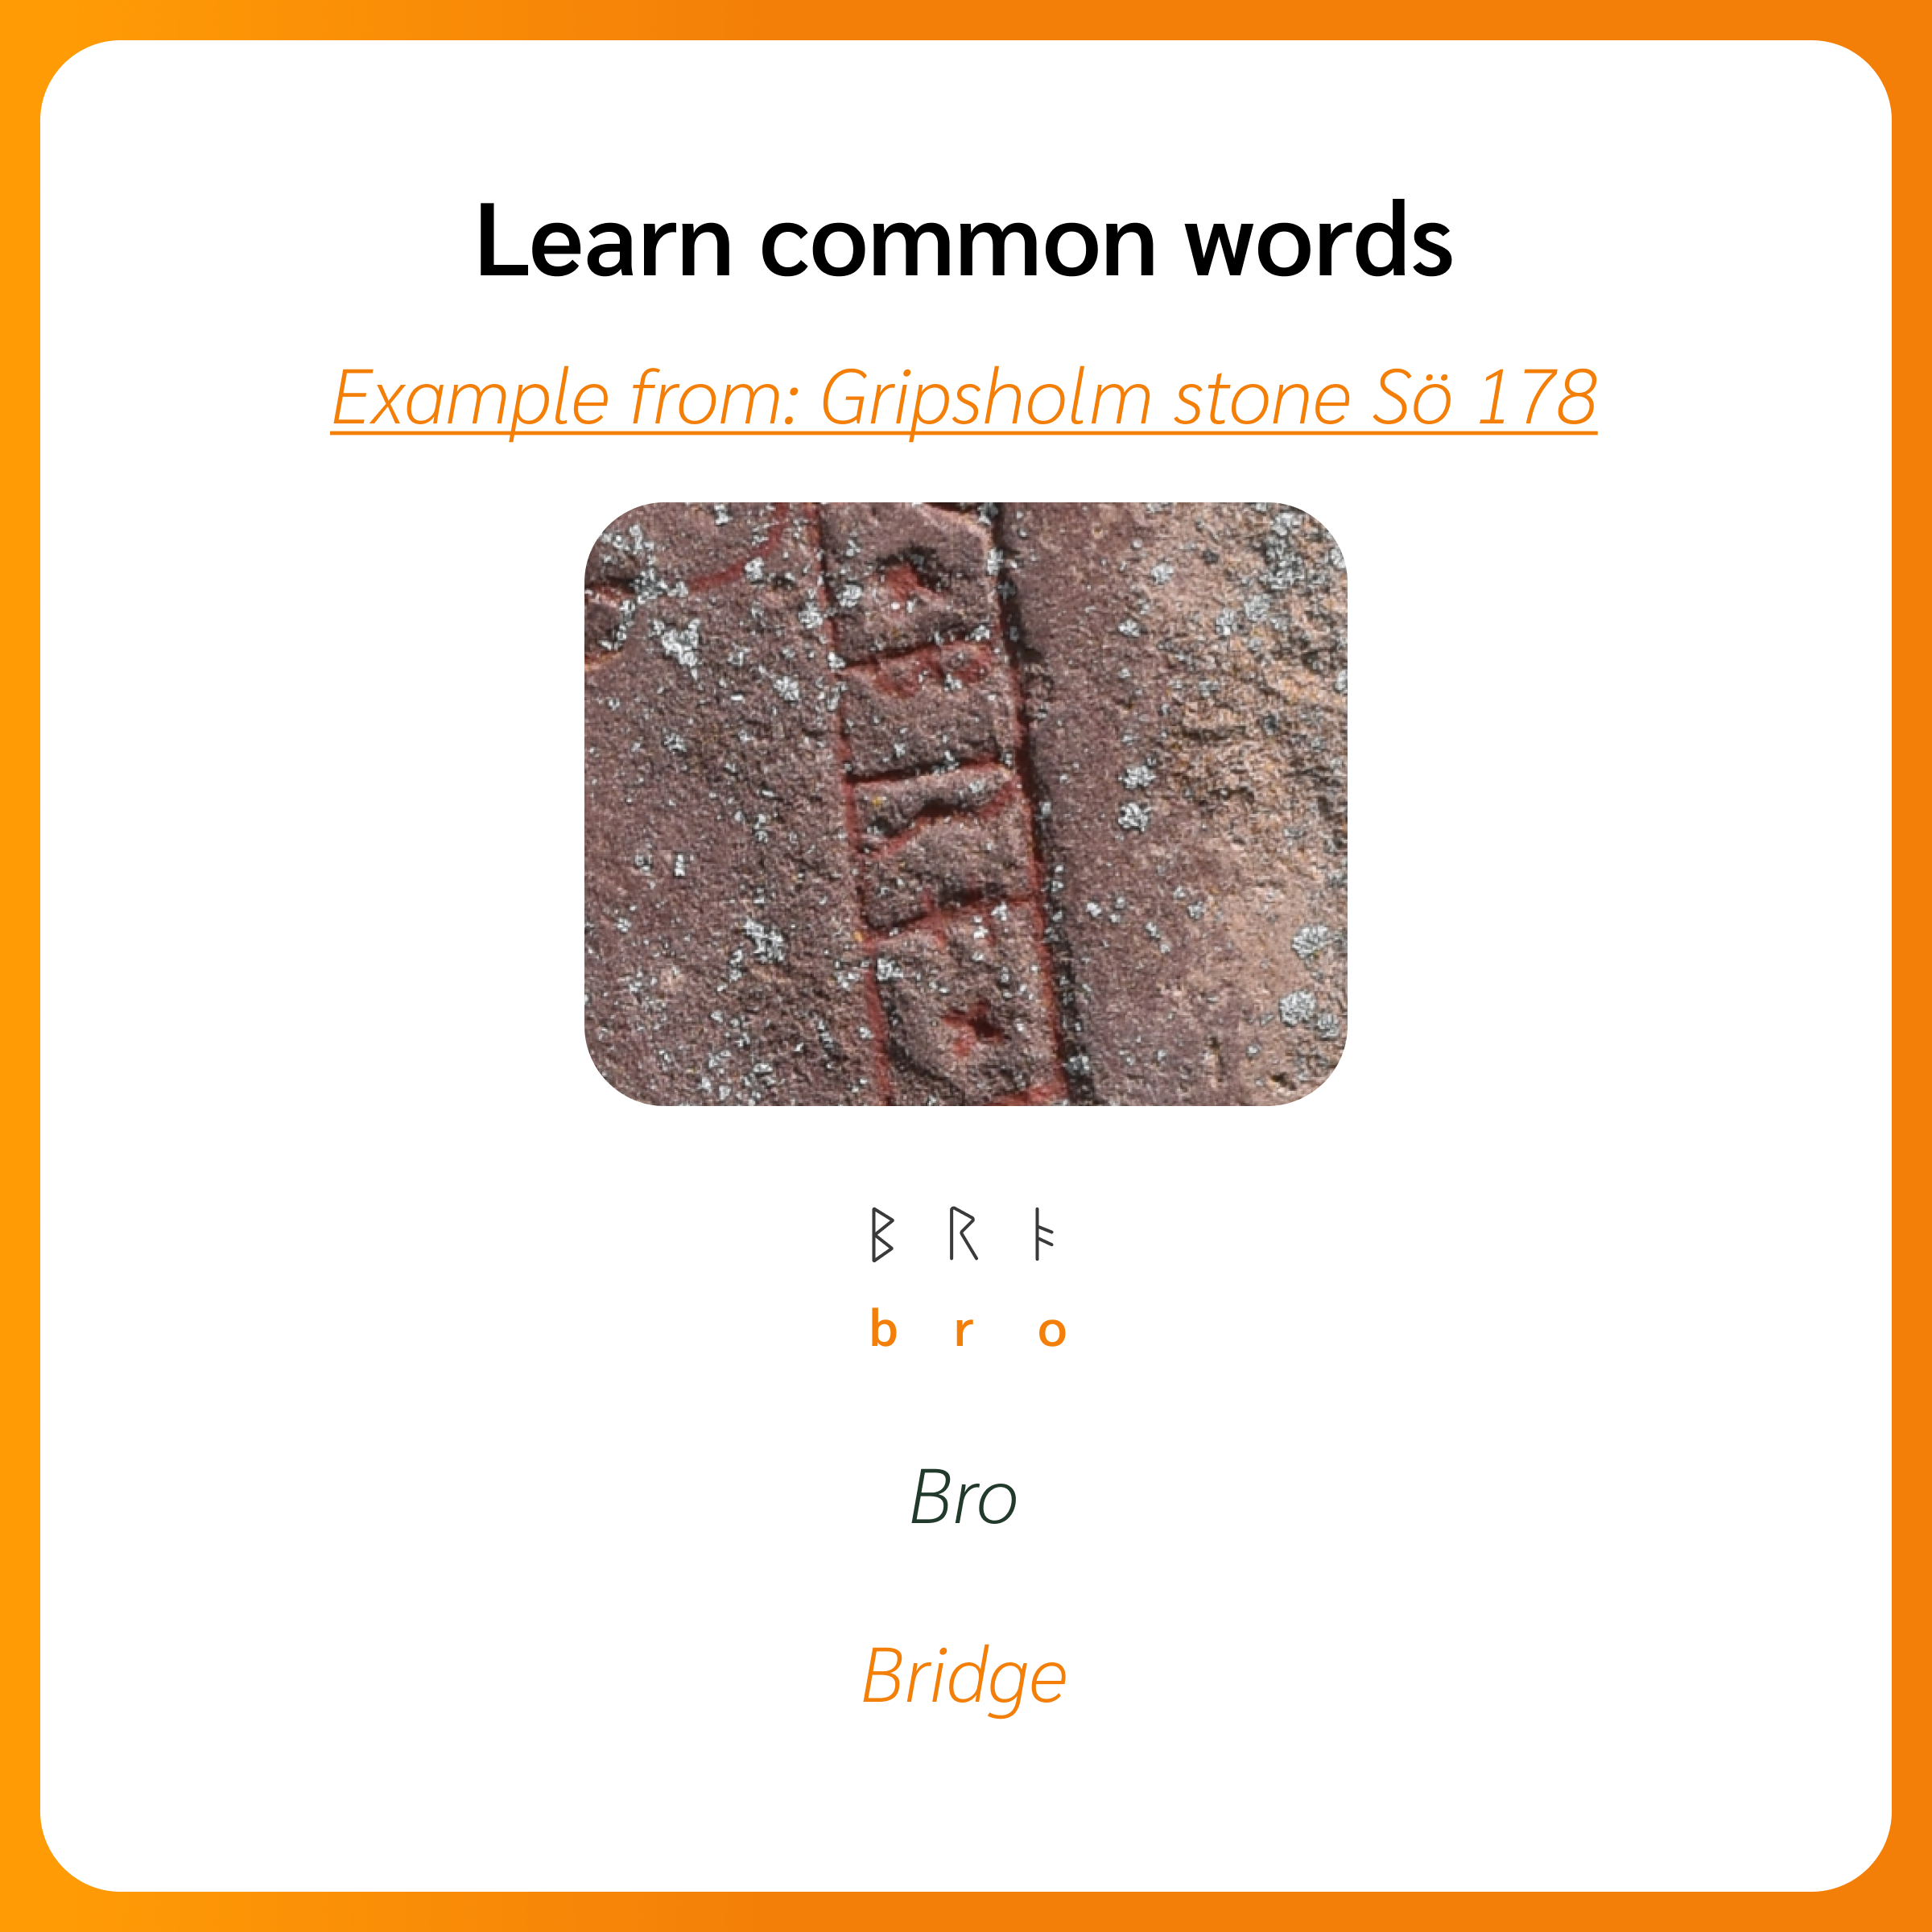 Learn common words
Example from: Gripsholm stone Sö 178
ᛒ ᚱ ᚭ
b r o
Bro
Bridge